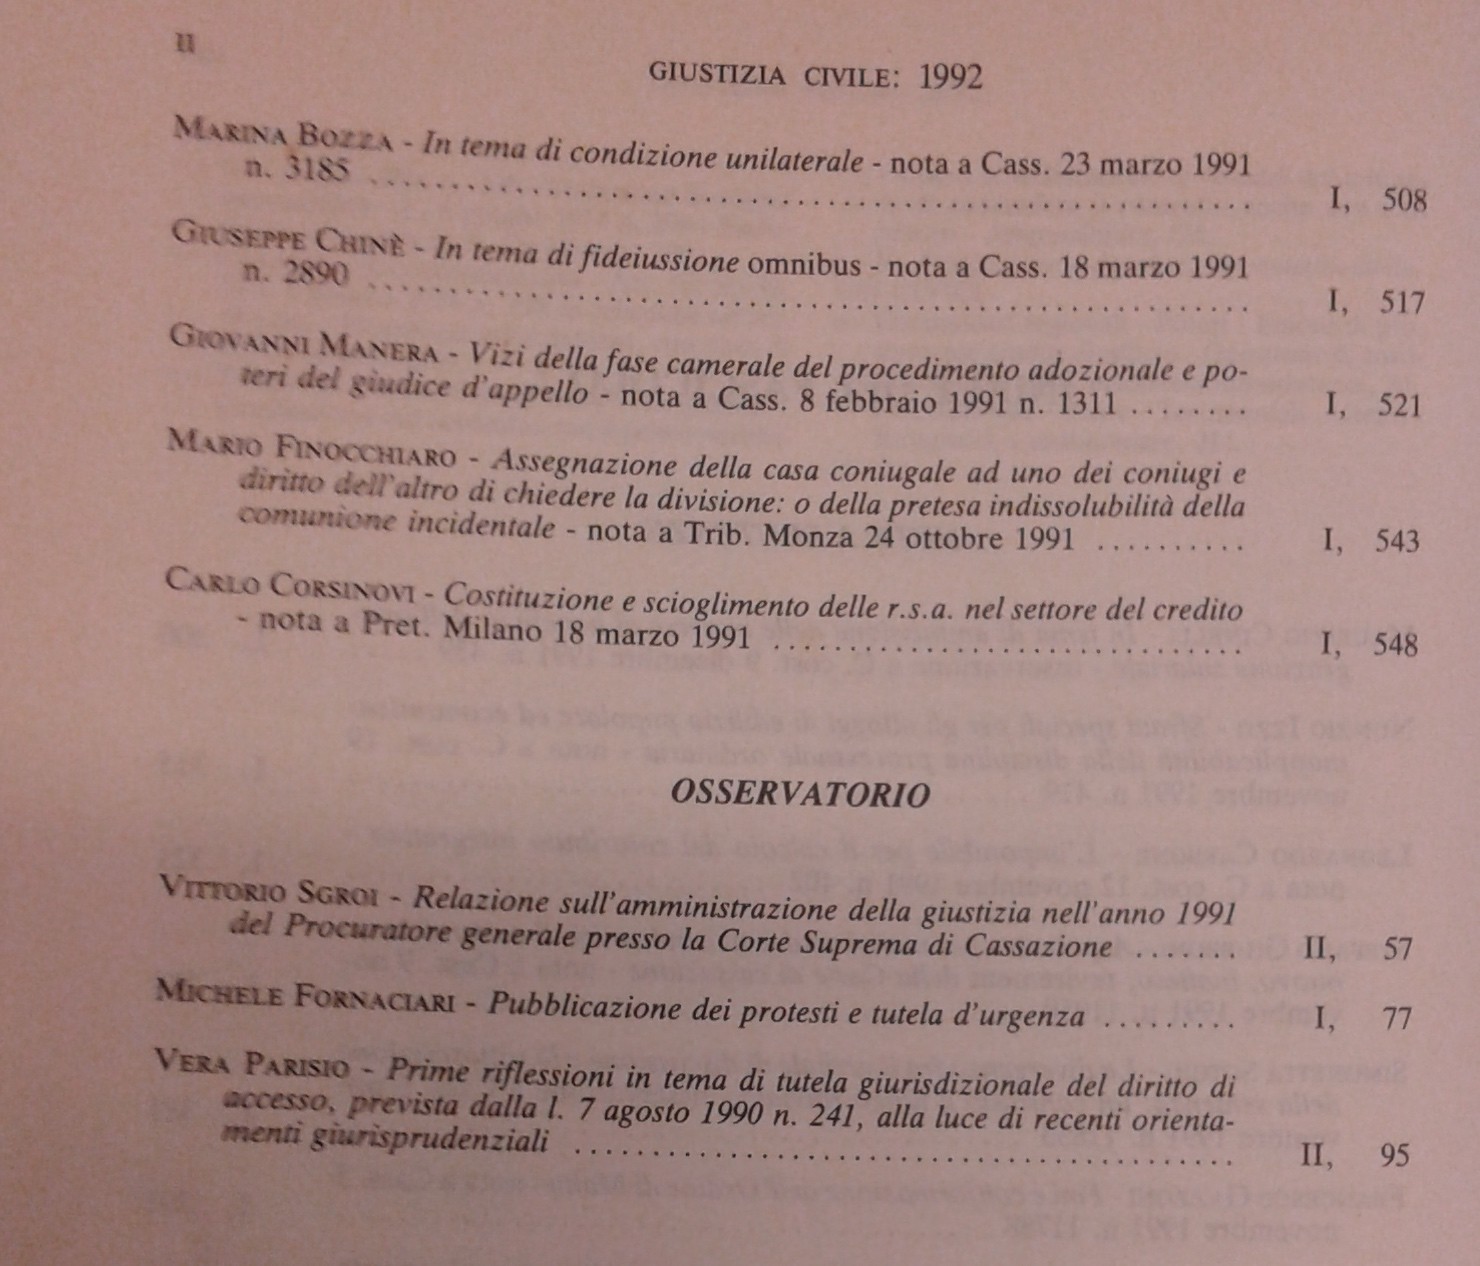 II
GIUSTIZIA CIVILE: 1992
MARINA BOZZA - In tema di condizione unilaterale - nota a Cass. 23 marzo 1991
n. 3185 .................................................. I, 508
GIUSEPPE CHINÈ - In tema di fideiussione omnibus - nota a Cass. 18 marzo 1991
n. 2890 .................................................. I, 517
GIOVANNI MANERA - Vizi della fase camerale del procedimento adozionale e po-
teri del giudice d'appello - nota a Cass. 8 febbraio 1991 n. 1311 ........ I, 521
MARIO FINOCCHIARO - Assegnazione della casa coniugale ad uno dei coniugi e
diritto dell'altro di chiedere la divisione: o della pretesa indissolubilità della
comunione incidentale - nota a Trib. Monza 24 ottobre 1991 .......... I, 543
CARLO CORSINOVI - Costituzione e scioglimento delle r.s.a. nel settore del credito
- nota a Pret. Milano 18 marzo 1991 .............................. I, 548
OSSERVATORIO
VITTORIO SGROI - Relazione sull'amministrazione della giustizia nell'anno 1991
del Procuratore generale presso la Corte Suprema di Cassazione ....... II, 57
MICHELE FORNACIARI - Pubblicazione dei protesti e tutela d'urgenza ......... I, 77
VERA PARISIO - Prime riflessioni in tema di tutela giurisdizionale del diritto di
accesso, prevista dalla l. 7 agosto 1990 n. 241, alla luce di recenti orienta-
menti giurisprudenziali ........................................ II, 95